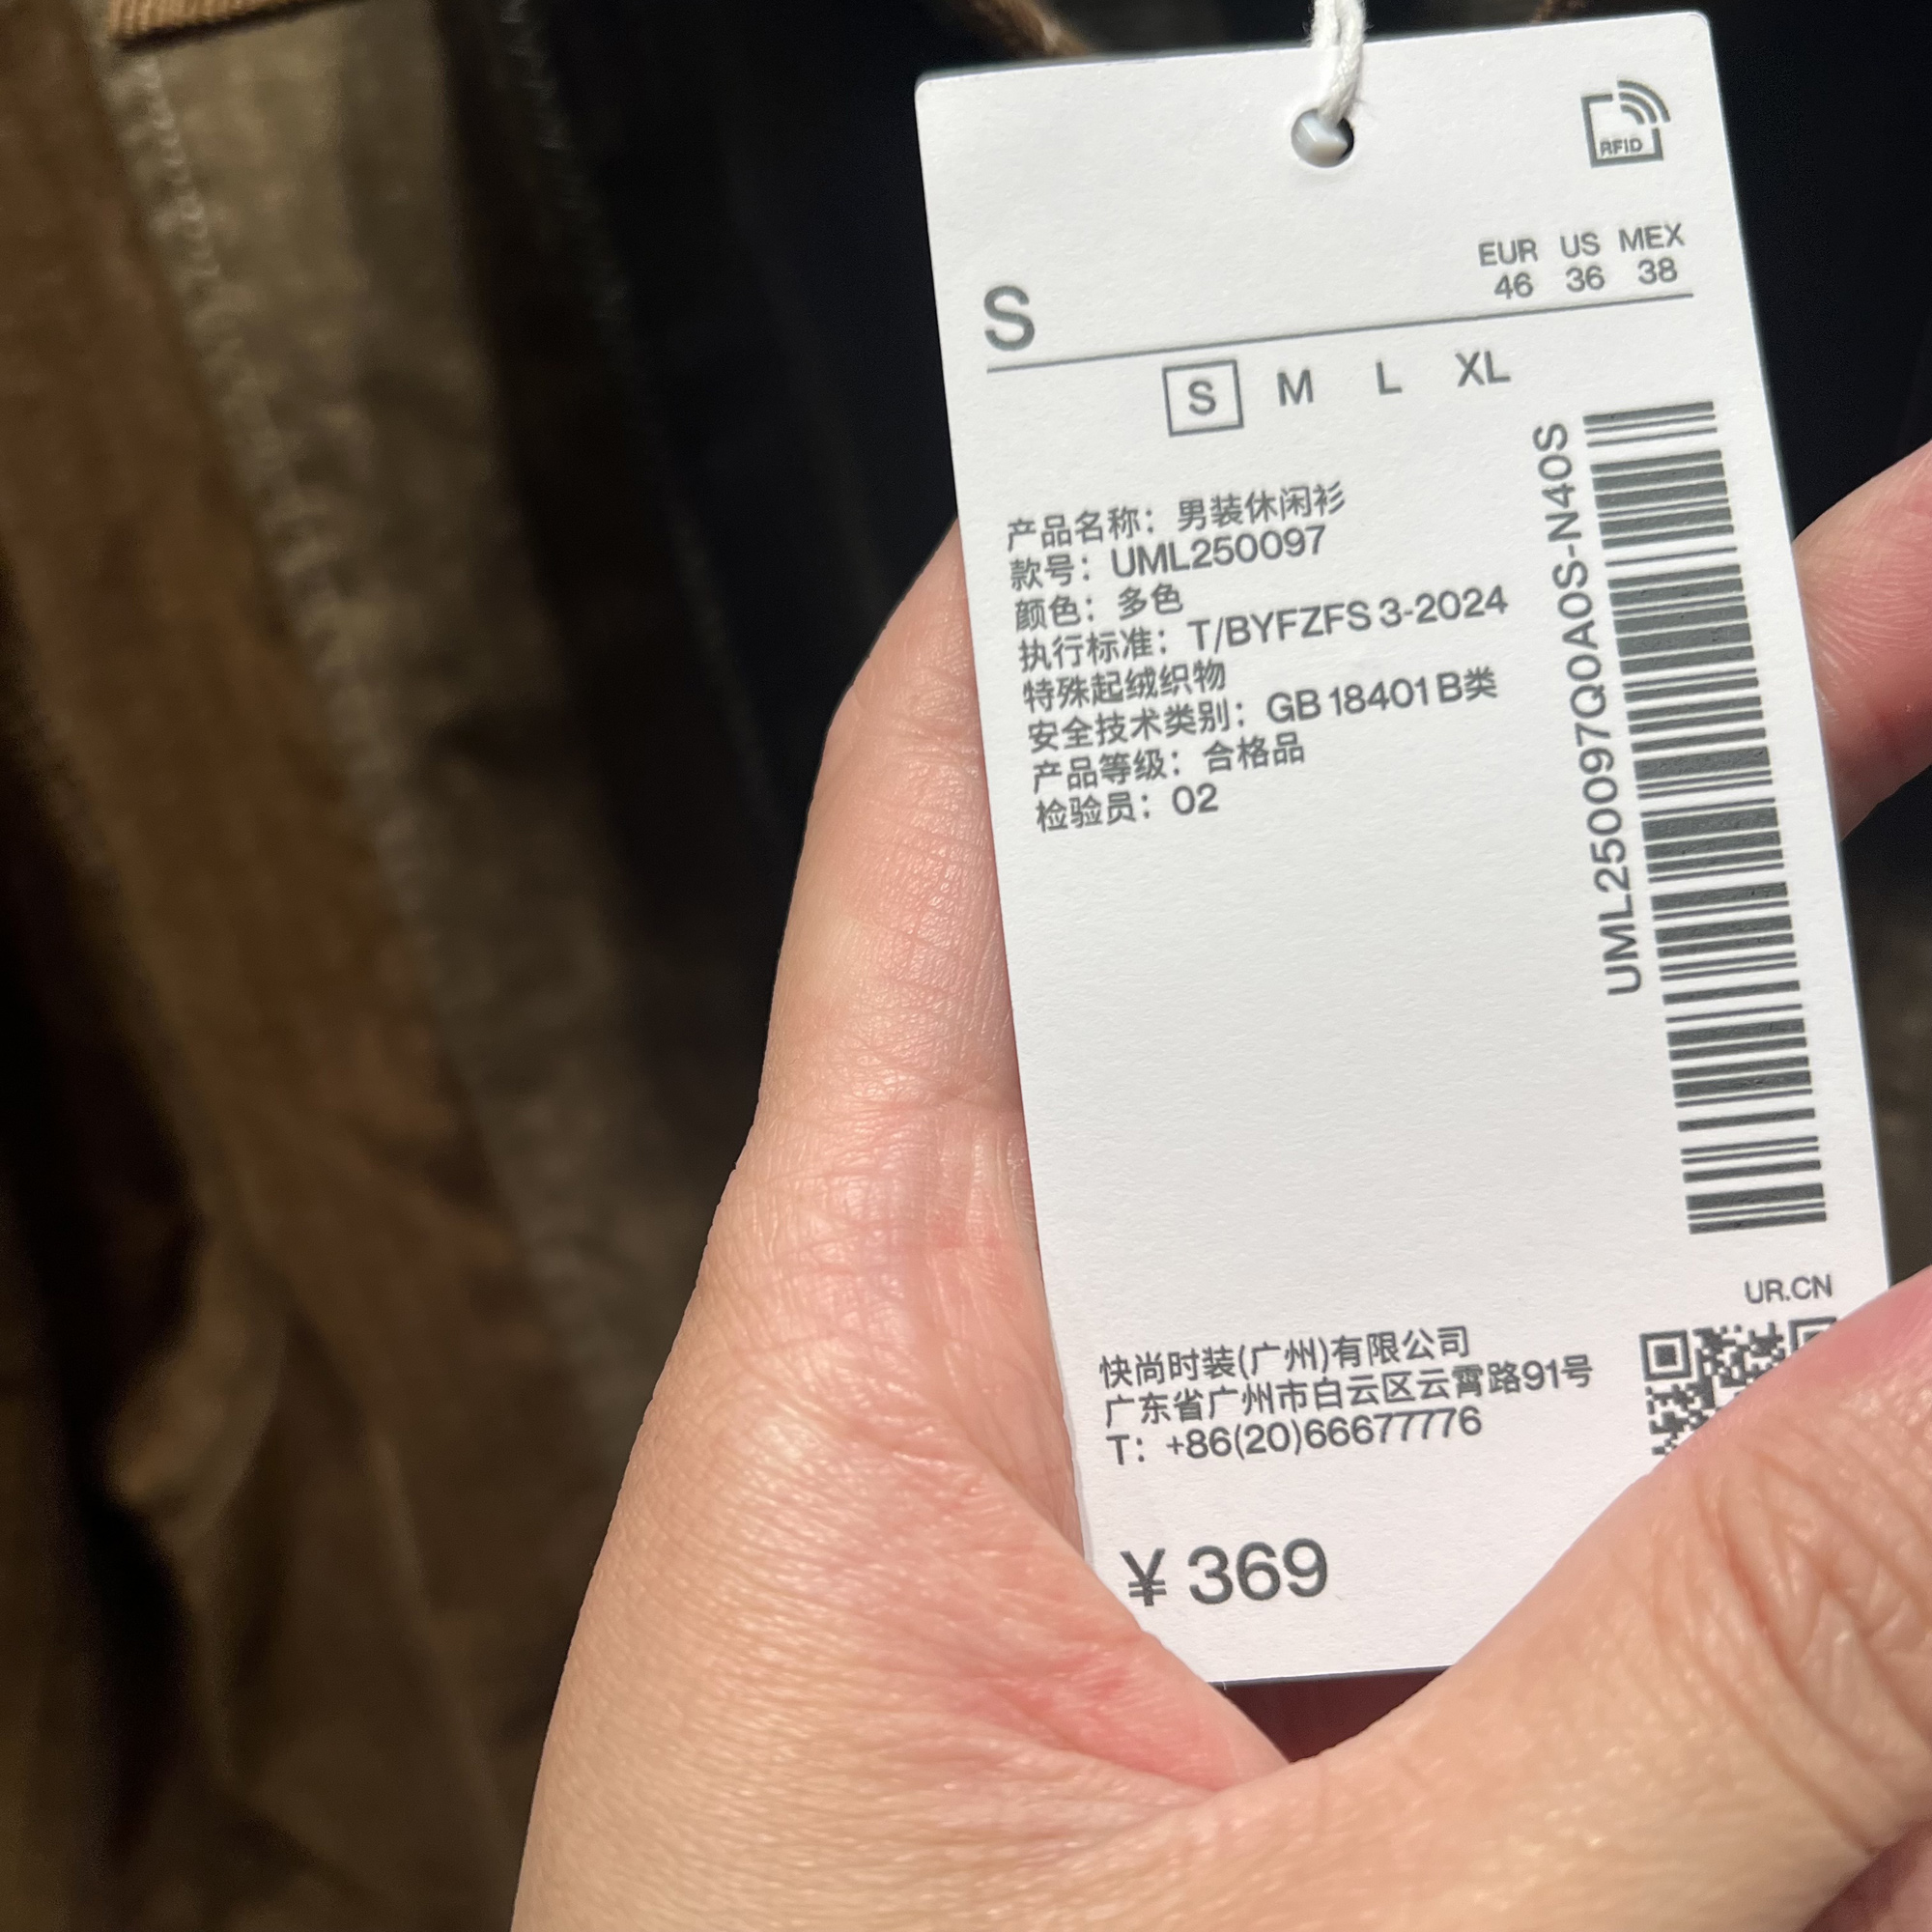 RFID
EUR US MEX
46 36 38
S
S M L XL
产品名称：男装休闲衫
款号：UML250097
颜色：多色
执行标准：T/BYFZFS 3-2024
特殊起绒织物
安全技术类别：GB 18401 B类
产品等级：合格品
检验员：02
UML250097Q0A0S-N40S
UR.CN
快尚时装(广州)有限公司
广东省广州市白云区云霄路91号
T：+86(20)66677776
¥ 369